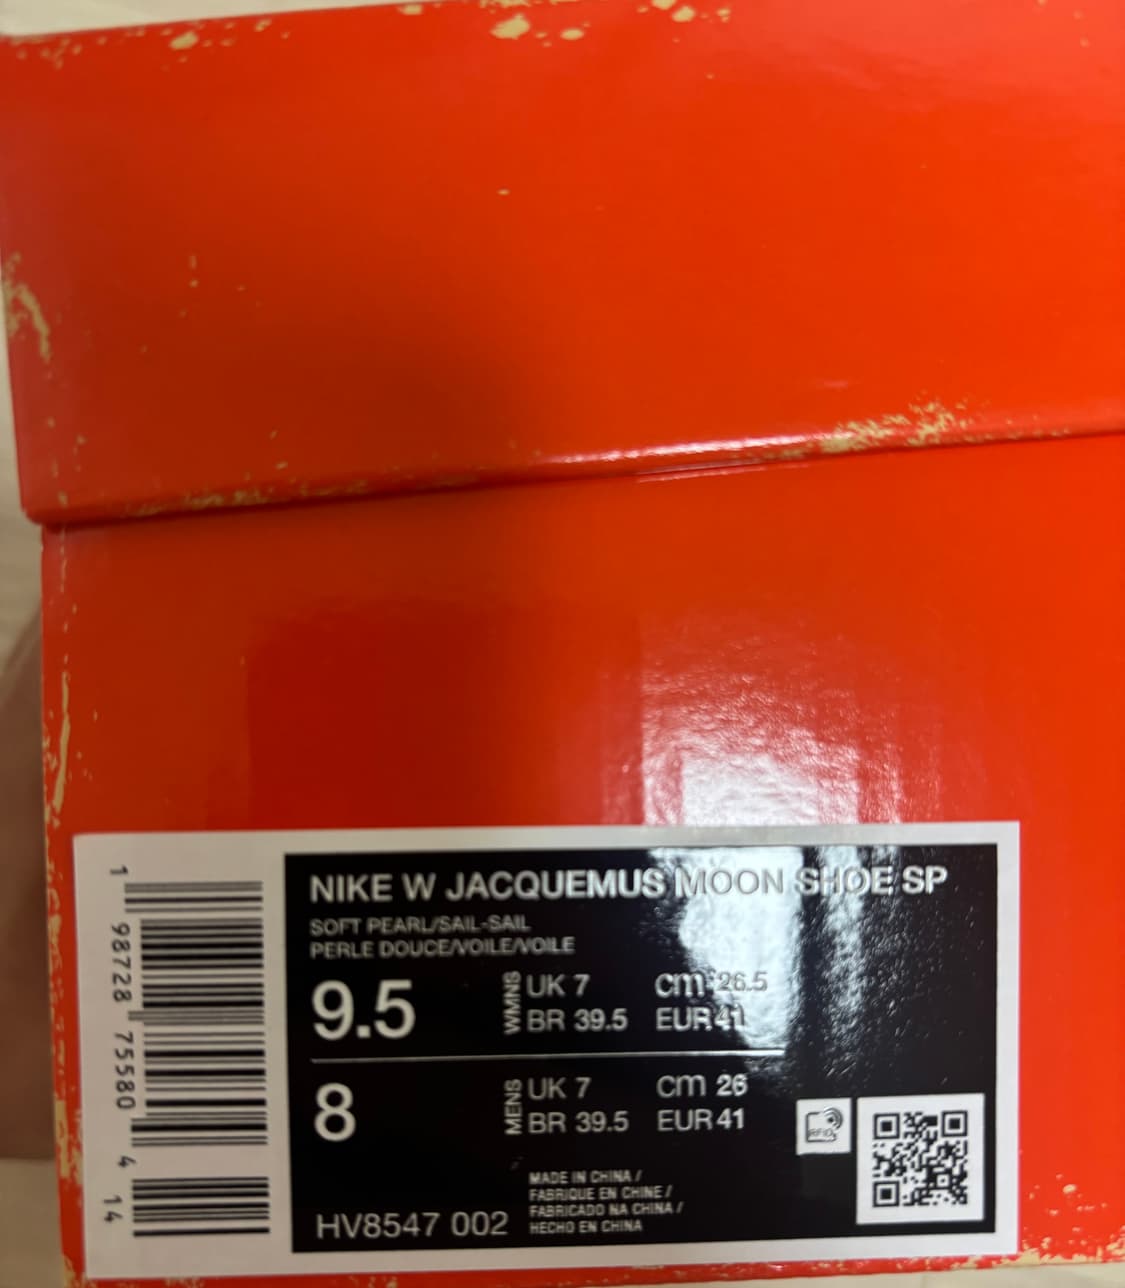 NIKE W JACQUEMUS MOON SHOE SP
SOFT PEARL/SAIL-SAIL
PERLE DOUCE/VOILE/VOILE
9.5 WMNS UK 7 cm 26.5
BR 39.5 EUR 41
8 MENS UK 7 cm 26
BR 39.5 EUR 41
RFID
MADE IN CHINA /
FABRIQUE EN CHINE /
FABRICADO NA CHINA /
HECHO EN CHINA
HV8547 002
1 98728 75580 4 14